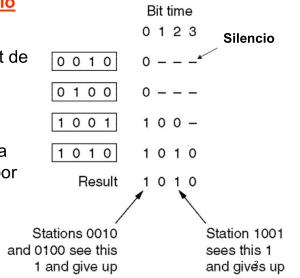 Bit time
0 1 2 3
Silencio
t de
0 0 1 0 0 – – –
0 1 0 0 0 – – –
1 0 0 1 1 0 0 –
a
1 0 1 0 1 0 1 0
Result 1 0 1 0
Stations 0010
and 0100 see this
1 and give up
Station 1001
sees this 1
and gives up